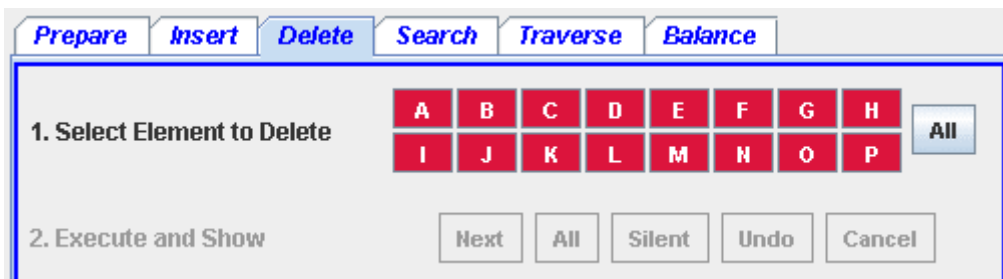 Prepare Insert Delete Search Traverse Balance
1. Select Element to Delete
A B C D E F G H
All
I J K L M N O P
2. Execute and Show Next All Silent Undo Cancel